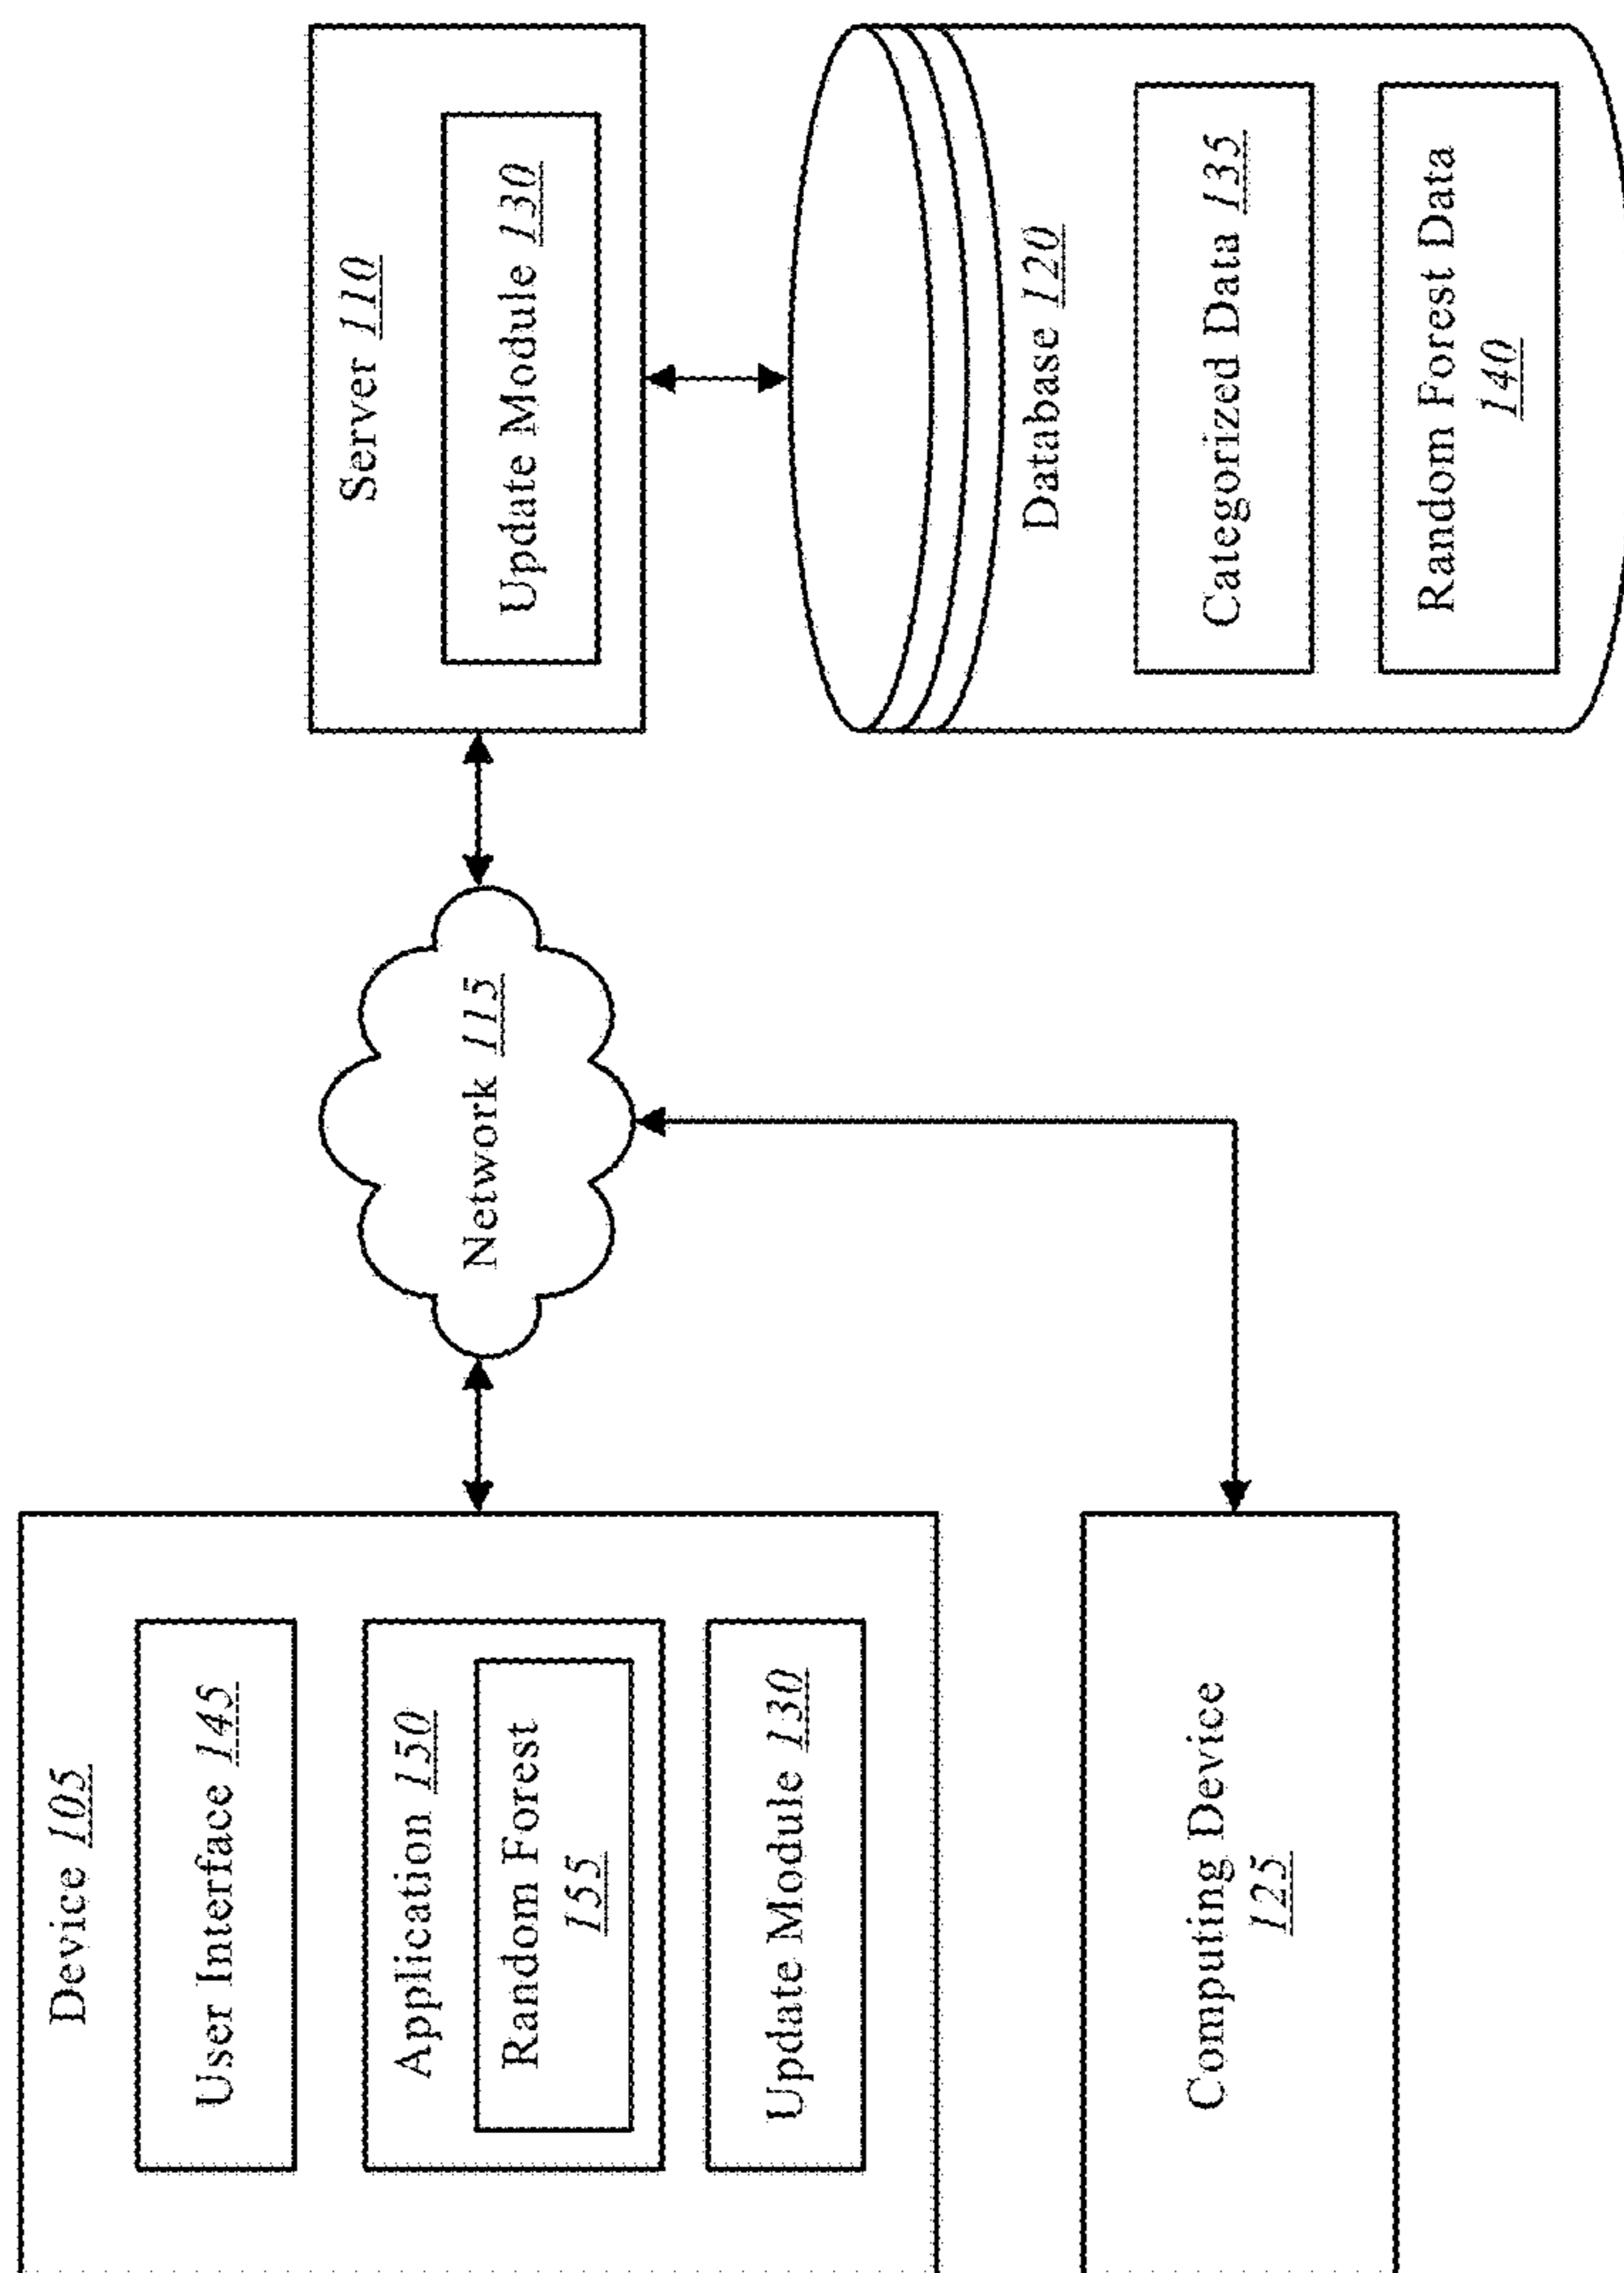 Device 105
User Interface 145
Application 150
Random Forest
155
Update Module 130
Computing Device
125
Network 115
Server 110
Update Module 130
Database 120
Categorized Data 135
Random Forest Data
140